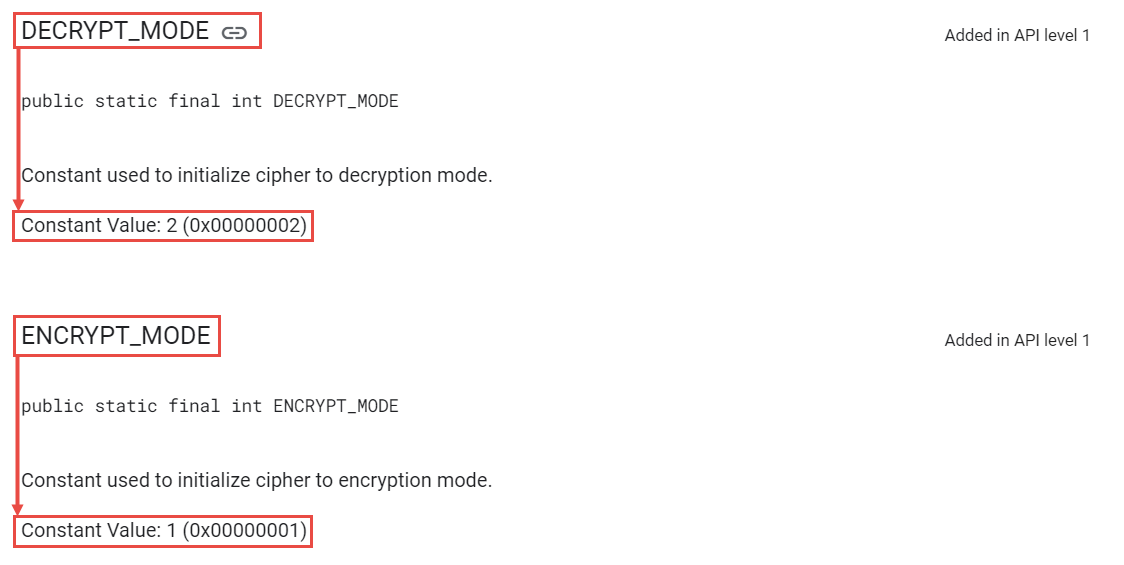 DECRYPT_MODE
Added in API level 1
public static final int DECRYPT_MODE
Constant used to initialize cipher to decryption mode.
Constant Value: 2 (0x00000002)
ENCRYPT_MODE
Added in API level 1
public static final int ENCRYPT_MODE
Constant used to initialize cipher to encryption mode.
Constant Value: 1 (0x00000001)